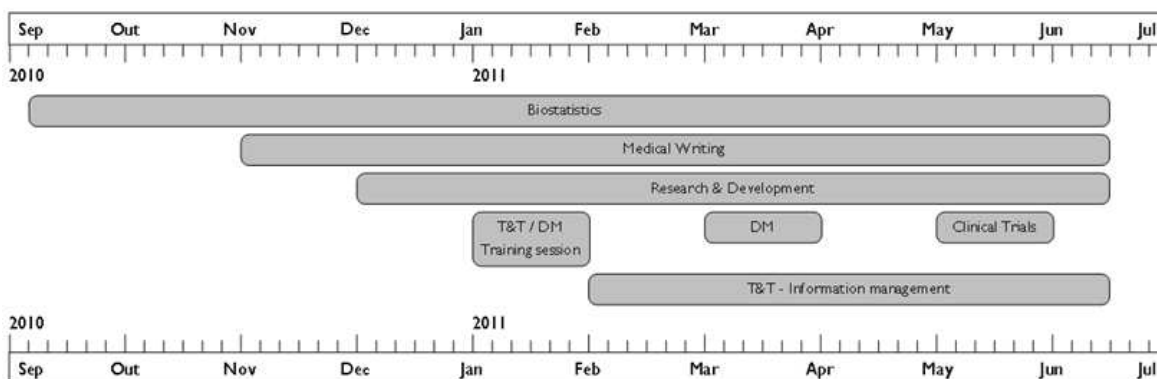 Sep Out Nov Dec Jan Feb Mar Apr May Jun Jul
2010 2011
Biostatistics
Medical Writing
Research & Development
T&T / DM
Training session
DM
Clinical Trials
T&T - Information management
2010 2011
Sep Out Nov Dec Jan Feb Mar Apr May Jun Jul